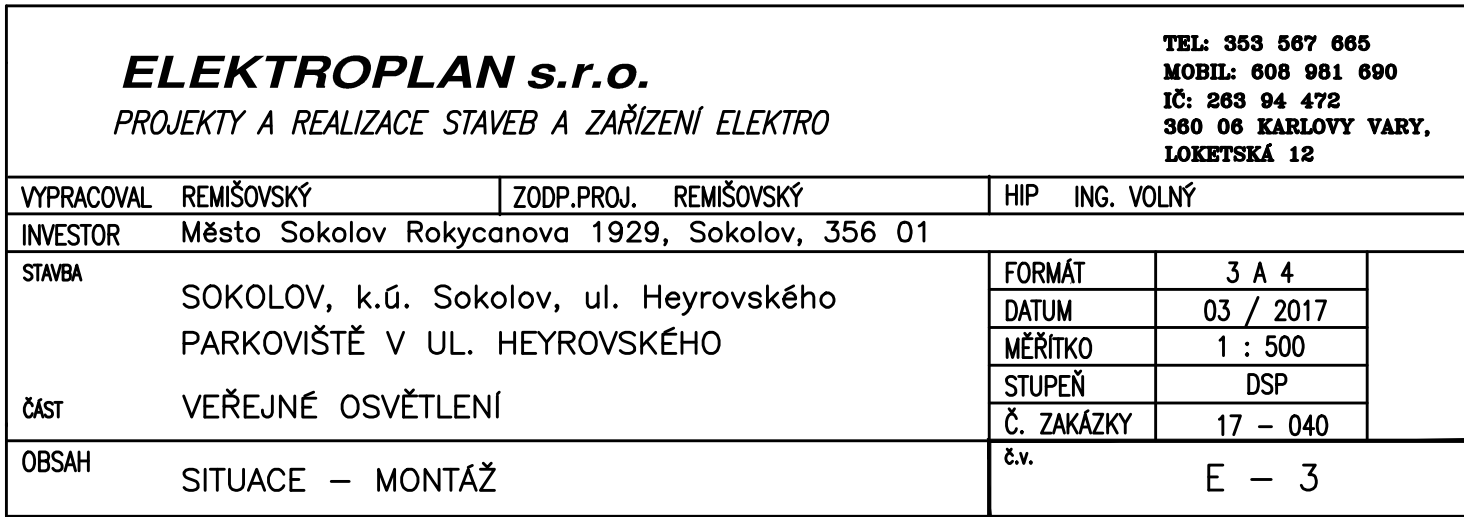 ELEKTROPLAN s.r.o.
PROJEKTY A REALIZACE STAVEB A ZAŘÍZENÍ ELEKTRO
TEL: 353 567 665
MOBIL: 608 981 690
IČ: 263 94 472
360 06 KARLOVY VARY,
LOKETSKÁ 12
VYPRACOVAL REMIŠOVSKÝ ZODP.PROJ. REMIŠOVSKÝ HIP ING. VOLNÝ
INVESTOR Město Sokolov Rokycanova 1929, Sokolov, 356 01
STAVBA
SOKOLOV, k.ú. Sokolov, ul. Heyrovského
PARKOVIŠTĚ V UL. HEYROVSKÉHO
ČÁST VEŘEJNÉ OSVĚTLENÍ
FORMÁT 3 A 4
DATUM 03 / 2017
MĚŘÍTKO 1 : 500
STUPEŇ DSP
Č. ZAKÁZKY 17 – 040
OBSAH SITUACE – MONTÁŽ
č.v. E – 3